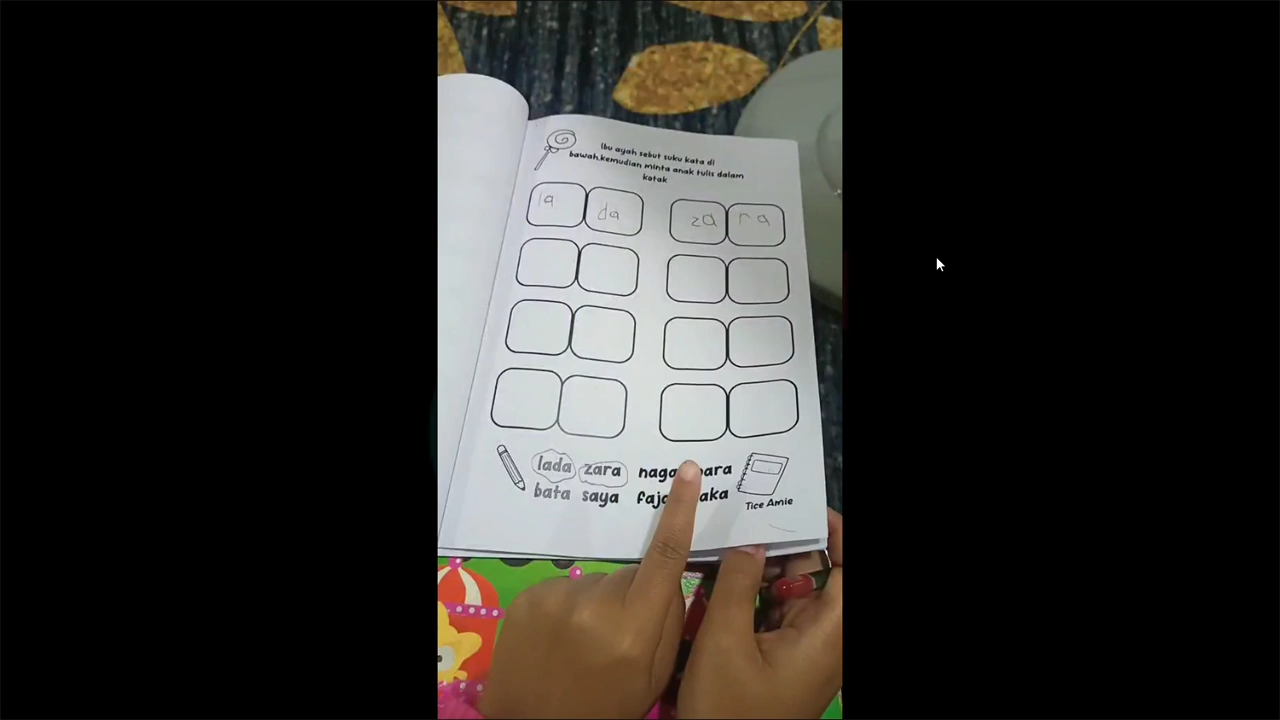 Ibu ayah sebut suku kata di
bawah.kemudian minta anak tulis dalam
kotak
la da za ra
lada zara naga
bata saya
Tice Amie